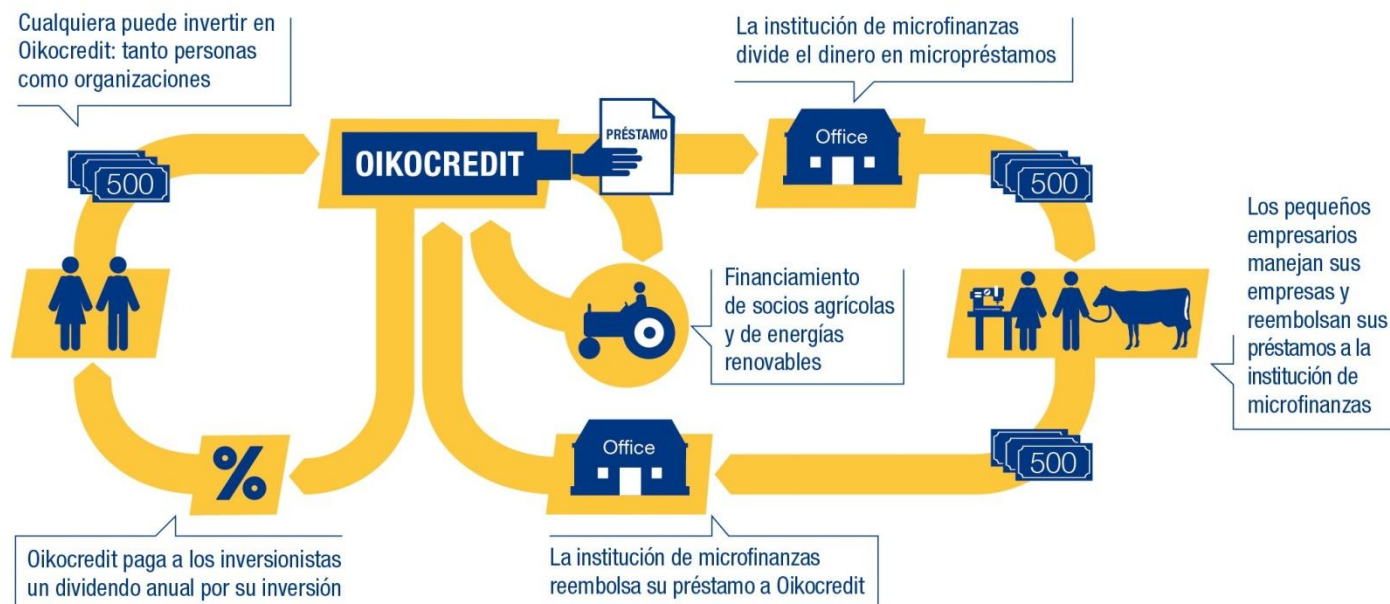 Cualquiera puede invertir en
Oikocredit: tanto personas
como organizaciones
La institución de microfinanzas
divide el dinero en micropréstamos
500
OIKOCREDIT
PRÉSTAMO
Office
500
Los pequeños
empresarios
manejan sus
empresas y
reembolsan sus
préstamos a la
institución de
microfinanzas
Financiamiento
de socios agrícolas
y de energías
renovables
%
Office
500
Oikocredit paga a los inversionistas
un dividendo anual por su inversión
La institución de microfinanzas
reembolsa su préstamo a Oikocredit